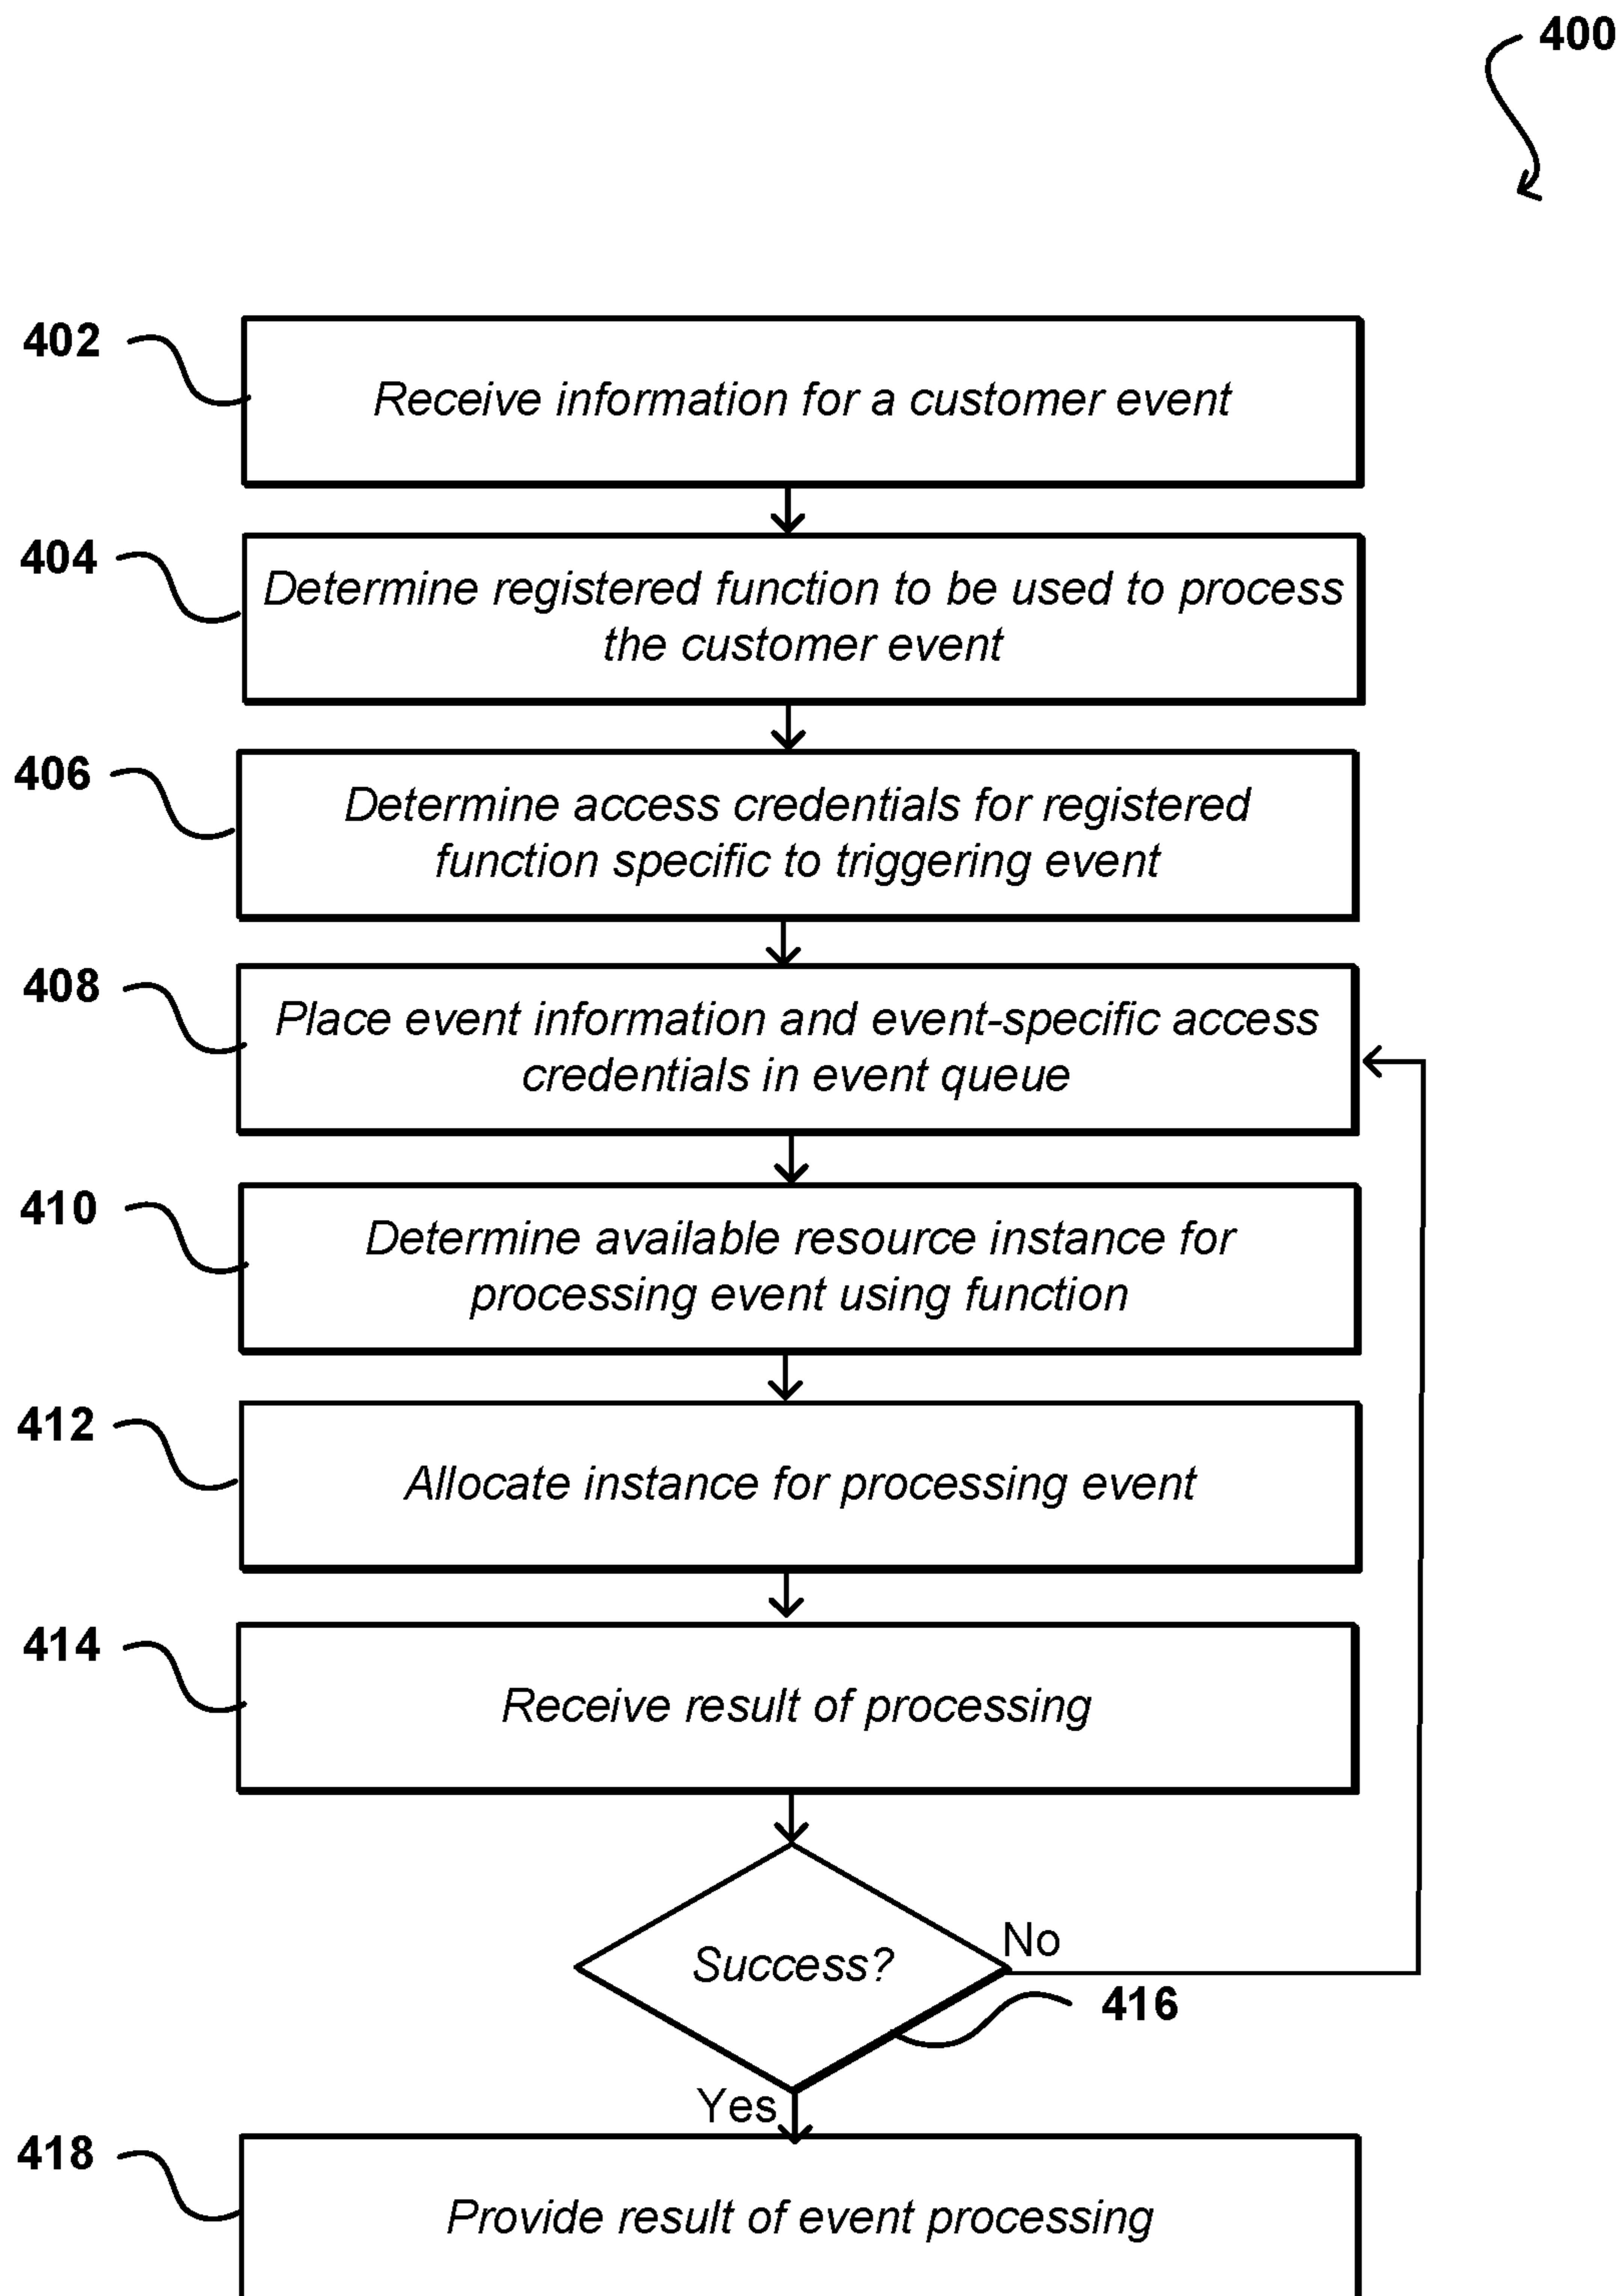 400
402
Receive information for a customer event
404
Determine registered function to be used to process
the customer event
406
Determine access credentials for registered
function specific to triggering event
408
Place event information and event-specific access
credentials in event queue
410
Determine available resource instance for
processing event using function
412
Allocate instance for processing event
414
Receive result of processing
Success?
No
416
Yes
418
Provide result of event processing